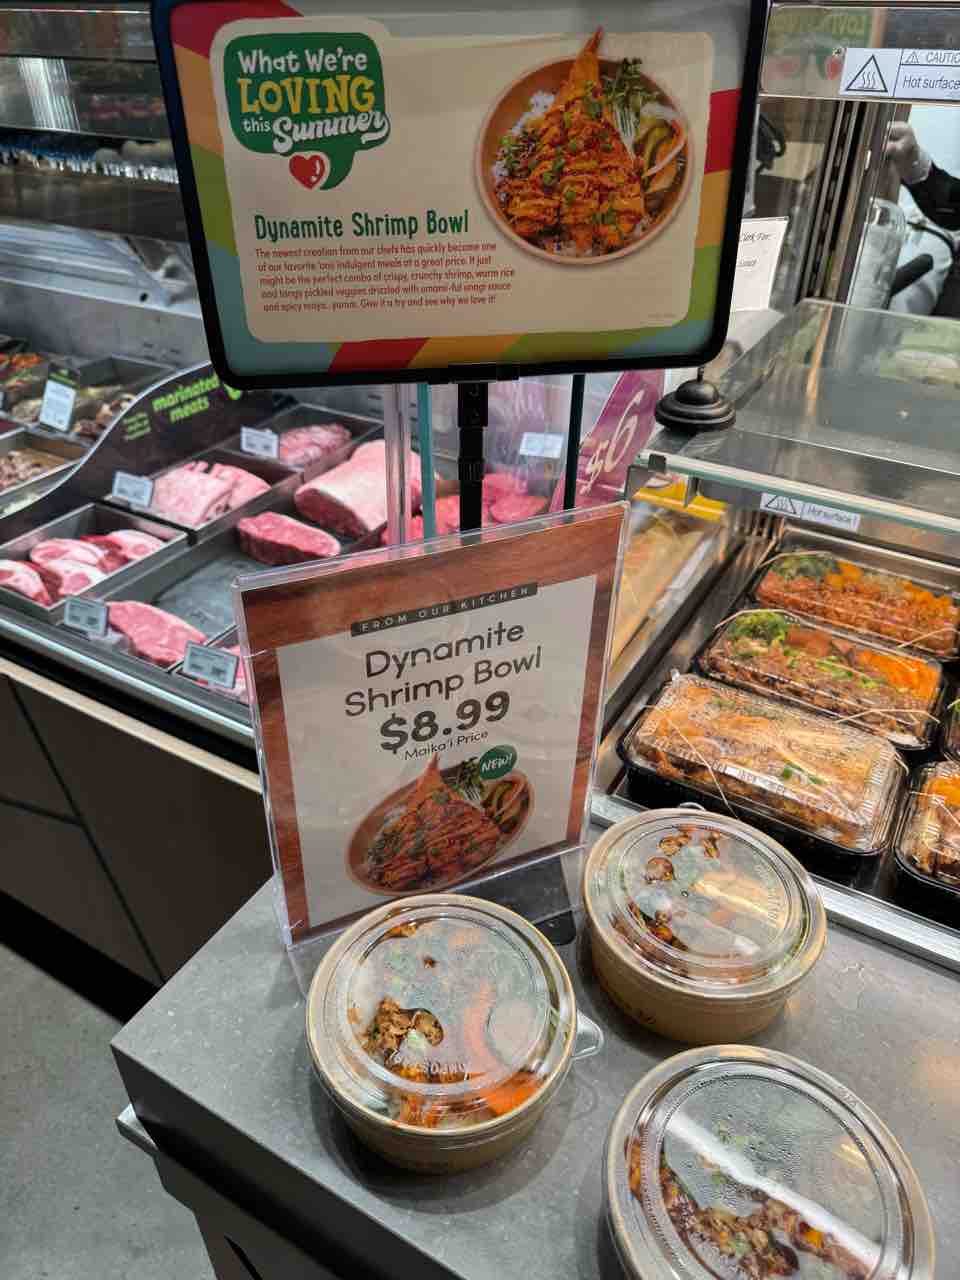 What We're
LOVING
this Summer
Dynamite Shrimp Bowl
The newest creation from our chefs has quickly become one
of our favorite 'ono indulgent meals at a great price. It just
might be the perfect combo of crispy, crunchy shrimp, warm rice
and tangy pickled veggies drizzled with umami-ful unagi sauce
and spicy mayo... yumm. Give it a try and see why we love it!
CAUTIO
Hot surface
marinated
meats
$6
Hot surface
FROM OUR KITCHEN
Dynamite
Shrimp Bowl
$8.99
Maika'i Price
NEW!